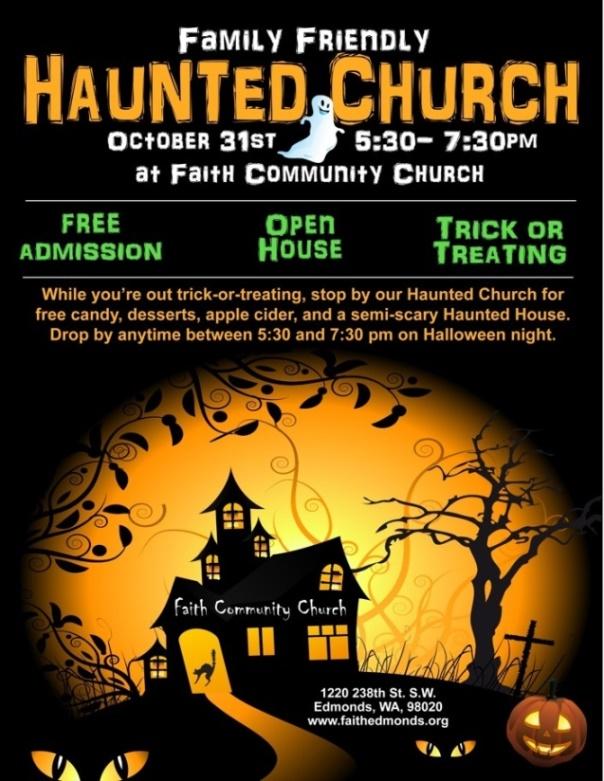 Family Friendly
Haunted Church
October 31st 5:30- 7:30pm
at Faith Community Church
FREE ADMISSION
Open House
Trick or Treating
While you're out trick-or-treating, stop by our Haunted Church for
free candy, desserts, apple cider, and a semi-scary Haunted House.
Drop by anytime between 5:30 and 7:30 pm on Halloween night.
Faith Community Church
1220 238th St. S.W.
Edmonds, WA, 98020
www.faithedmonds.org